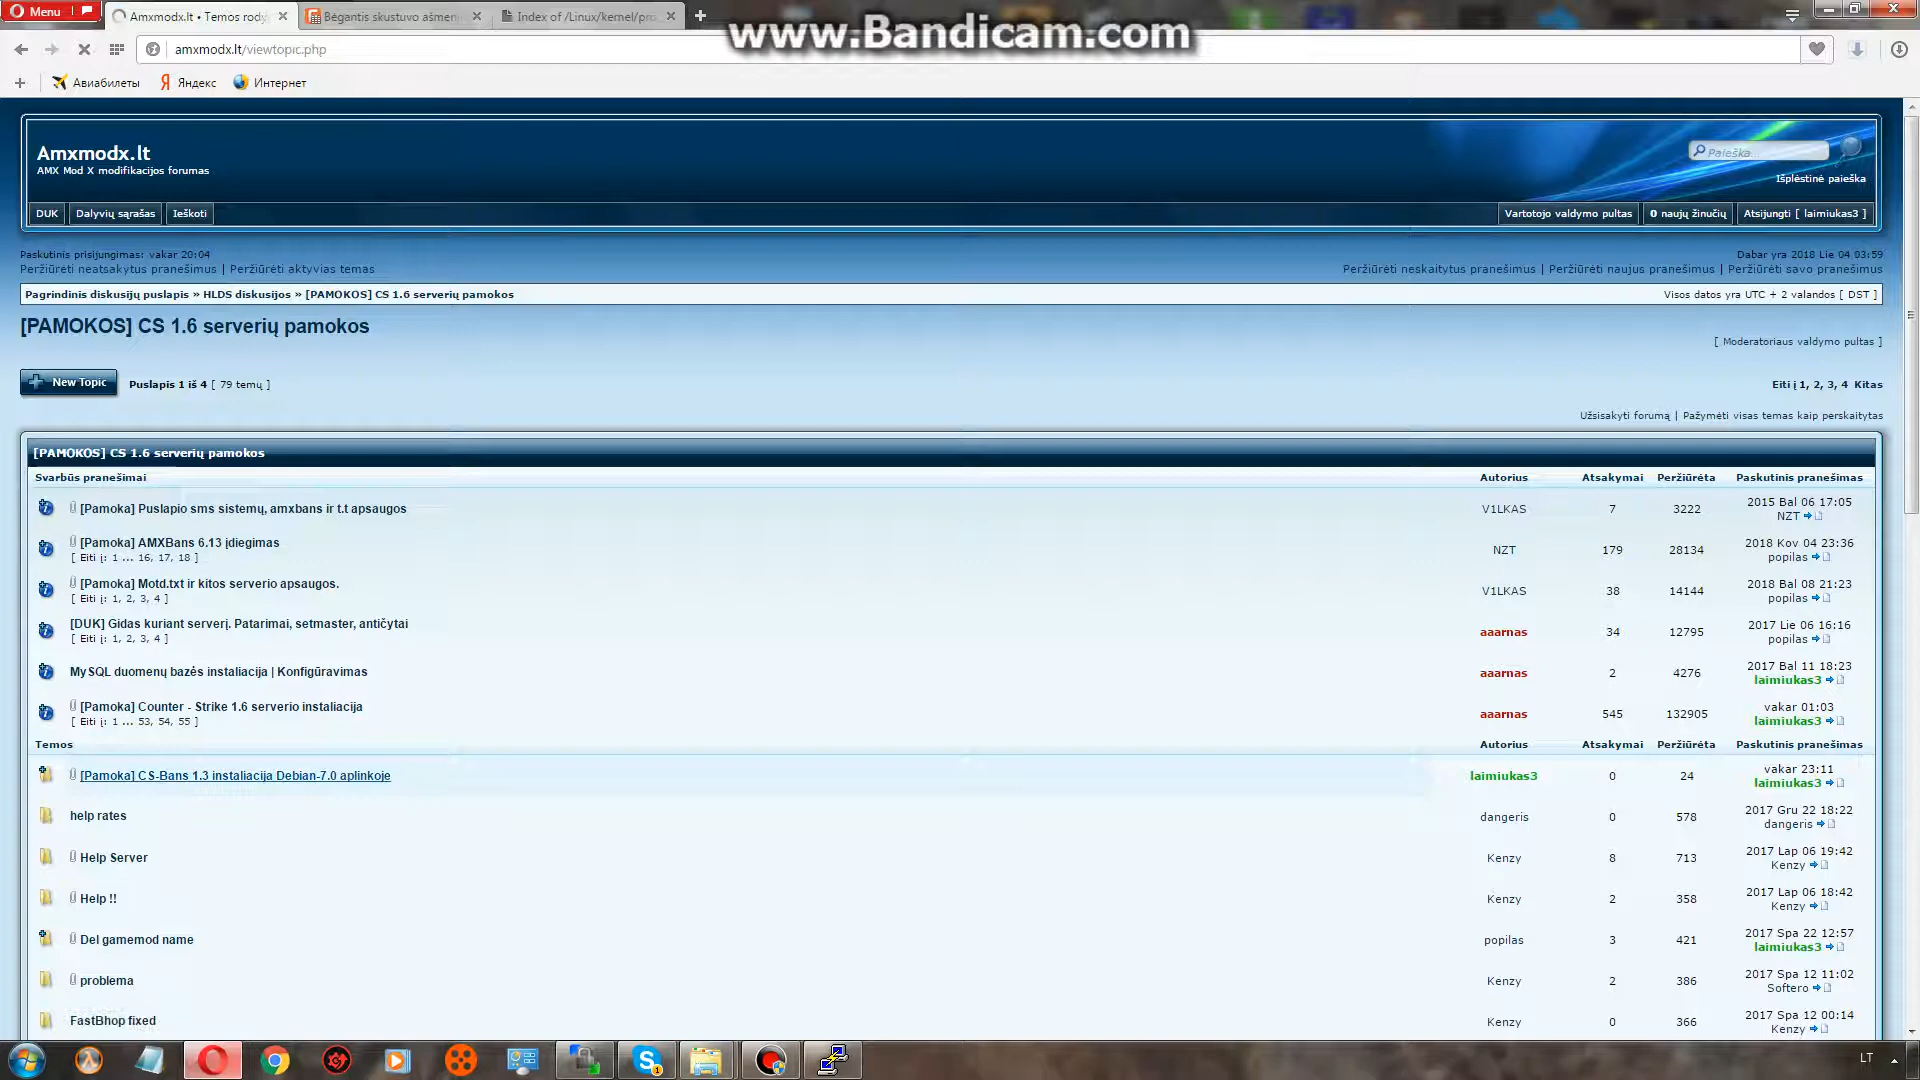 Menu
Amxmodx.lt • Temos rody
Bėgantis skustuvo ašmeni
Index of /Linux/kernel/pro
www.Bandicam.com
amxmodx.lt/viewtopic.php
Авиабилеты
Яндекс
Интернет
Amxmodx.lt
AMX Mod X modifikacijos forumas
Paieška…
Išplėstinė paieška
DUK
Dalyvių sąrašas
Ieškoti
Vartotojo valdymo pultas
0 naujų žinučių
Atsijungti [ laimiukas3 ]
Paskutinis prisijungimas: vakar 20:04
Dabar yra 2018 Lie 04 03:59
Peržiūrėti neatsakytus pranešimus | Peržiūrėti aktyvias temas
Peržiūrėti neskaitytus pranešimus | Peržiūrėti naujus pranešimus | Peržiūrėti savo pranešimus
Pagrindinis diskusijų puslapis » HLDS diskusijos » [PAMOKOS] CS 1.6 serverių pamokos
Visos datos yra UTC + 2 valandos [ DST ]
[PAMOKOS] CS 1.6 serverių pamokos
[ Moderatoriaus valdymo pultas ]
New Topic
Puslapis 1 iš 4 [ 79 temų ]
Eiti į 1, 2, 3, 4 Kitas
Užsisakyti forumą | Pažymėti visas temas kaip perskaitytas
[PAMOKOS] CS 1.6 serverių pamokos
Svarbūs pranešimai Autorius Atsakymai Peržiūrėta Paskutinis pranešimas
[Pamoka] Puslapio sms sistemų, amxbans ir t.t apsaugos V1LKAS 7 3222 2015 Bal 06 17:05
NZT
[Pamoka] AMXBans 6.13 įdiegimas NZT 179 28134 2018 Kov 04 23:36
[ Eiti į: 1 ... 16, 17, 18 ] popilas
[Pamoka] Motd.txt ir kitos serverio apsaugos. V1LKAS 38 14144 2018 Bal 08 21:23
[ Eiti į: 1, 2, 3, 4 ] popilas
[DUK] Gidas kuriant serverį. Patarimai, setmaster, antičytai aaarnas 34 12795 2017 Lie 06 16:16
[ Eiti į: 1, 2, 3, 4 ] popilas
MySQL duomenų bazės instaliacija | Konfigūravimas aaarnas 2 4276 2017 Bal 11 18:23
laimiukas3
[Pamoka] Counter - Strike 1.6 serverio instaliacija aaarnas 545 132905 vakar 01:03
[ Eiti į: 1 ... 53, 54, 55 ] laimiukas3
Temos Autorius Atsakymai Peržiūrėta Paskutinis pranešimas
[Pamoka] CS-Bans 1.3 instaliacija Debian-7.0 aplinkoje laimiukas3 0 24 vakar 23:11
laimiukas3
help rates dangeris 0 578 2017 Gru 22 18:22
dangeris
Help Server Kenzy 8 713 2017 Lap 06 19:42
Kenzy
Help !! Kenzy 2 358 2017 Lap 06 18:42
Kenzy
Del gamemod name popilas 3 421 2017 Spa 22 12:57
laimiukas3
problema Kenzy 2 386 2017 Spa 12 11:02
Softero
FastBhop fixed Kenzy 0 366 2017 Spa 12 00:14
Kenzy
LT